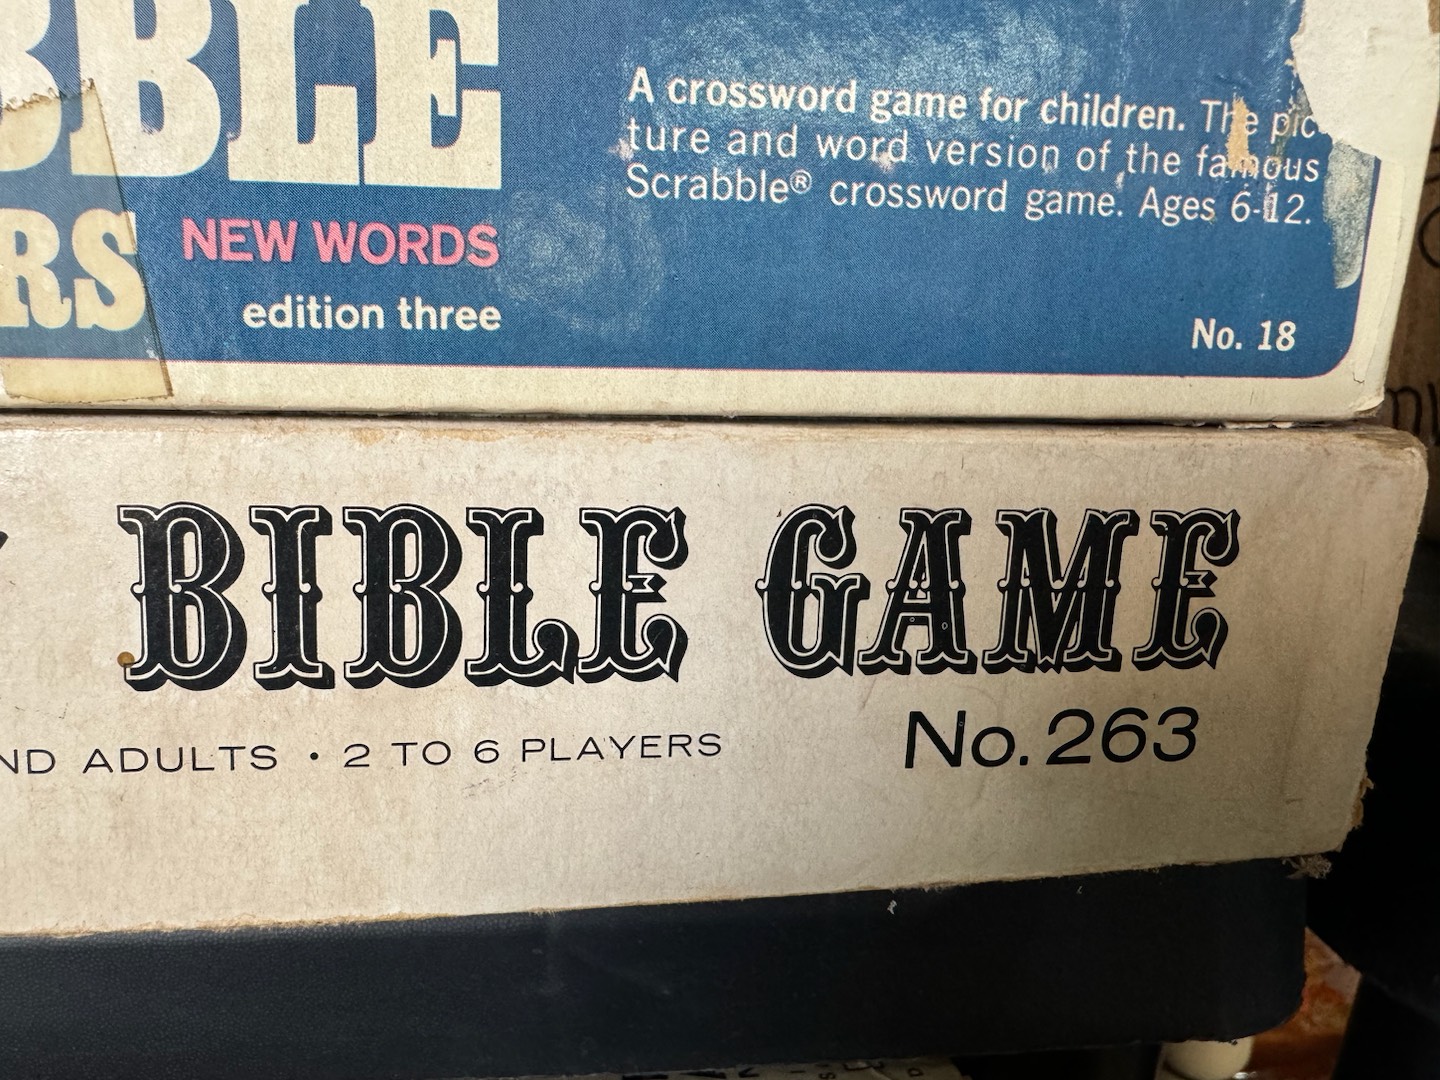 BBLE
RS
NEW WORDS
edition three
A crossword game for children. The pic-
ture and word version of the famous
Scrabble® crossword game. Ages 6-12.
No. 18
BIBLE GAME
ND ADULTS • 2 TO 6 PLAYERS
No. 263